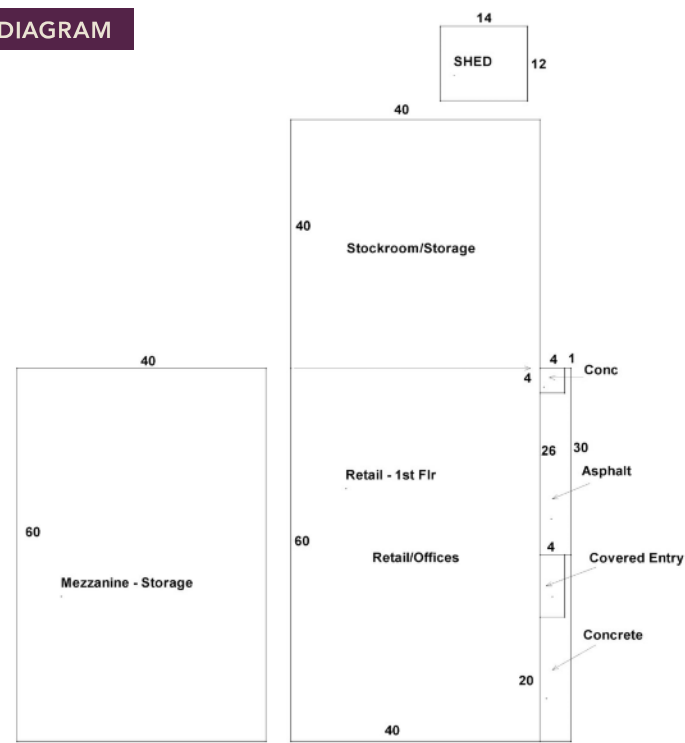 DIAGRAM
14
SHED
12
40
40
Stockroom/Storage
40
4 1
Conc
4
26
30
Retail - 1st Flr
Asphalt
60
60
4
Retail/Offices
Covered Entry
Mezzanine - Storage
Concrete
20
40